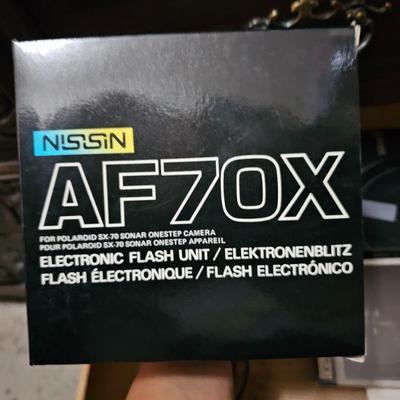 NISSIN
AF70X
FOR POLAROID SX-70 SONAR ONESTEP CAMERA
POUR POLAROID SX-70 SONAR ONESTEP APPAREIL
ELECTRONIC FLASH UNIT / ELEKTRONENBLITZ
FLASH ÉLECTRONIQUE / FLASH ELECTRÓNICO